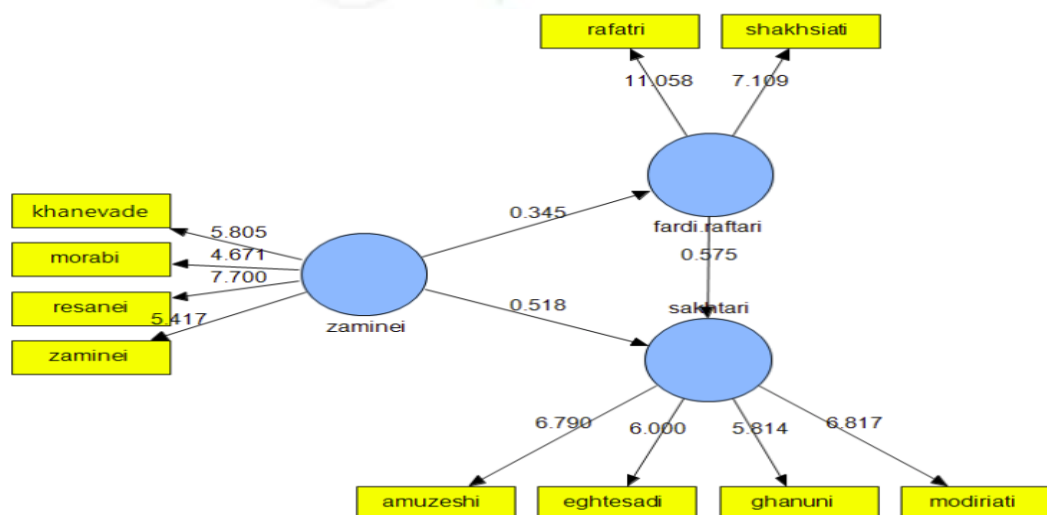 rafatri
shakhsiati
11.058
7.109
khanevade
5.805
0.345
fardi.raftari
morabi
4.671
0.575
resanei
7.700
0.518
sakhtari
zaminei
5.417
zaminei
6.790
6.000
5.814
6.817
amuzeshi
eghtesadi
ghanuni
modiriati